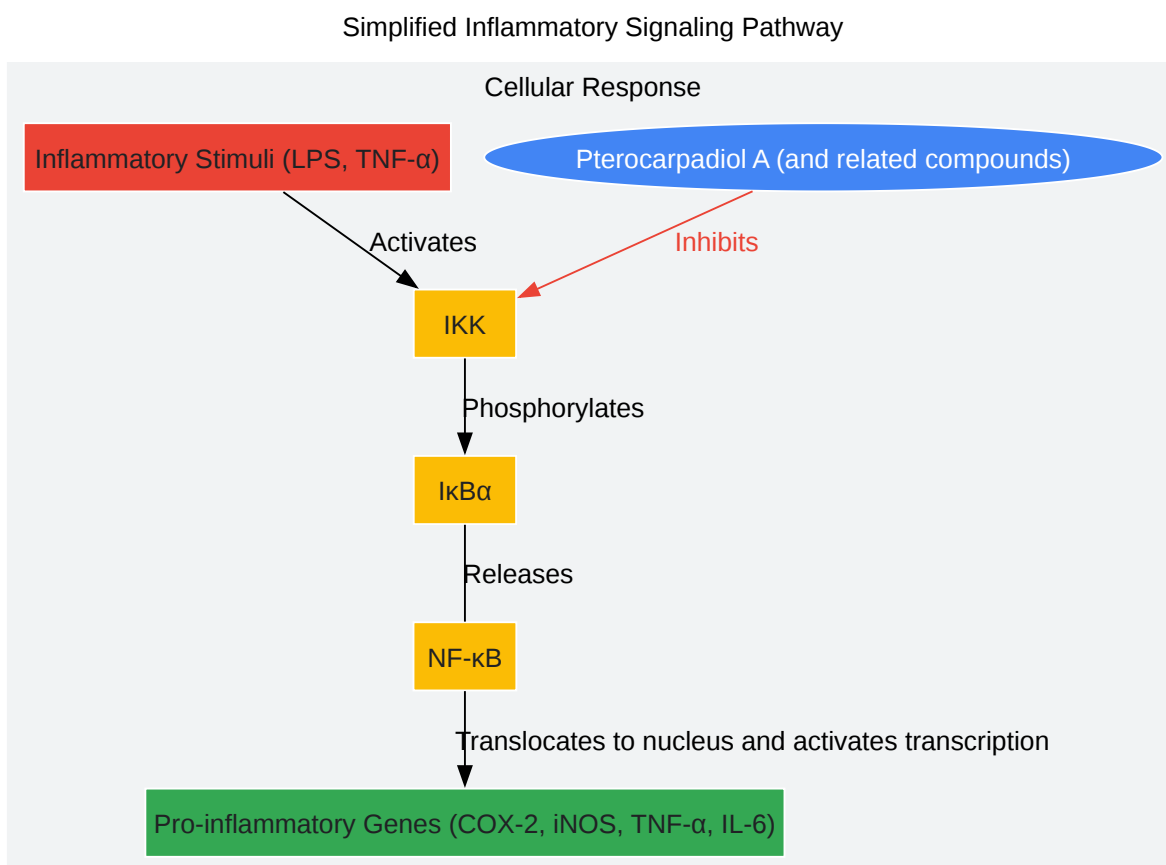 Simplified Inflammatory Signaling Pathway
Cellular Response
Inflammatory Stimuli (LPS, TNF-α)
Pterocarpadiol A (and related compounds)
Activates
Inhibits
IKK
Phosphorylates
IκBα
Releases
NF-κB
Translocates to nucleus and activates transcription
Pro-inflammatory Genes (COX-2, iNOS, TNF-α, IL-6)